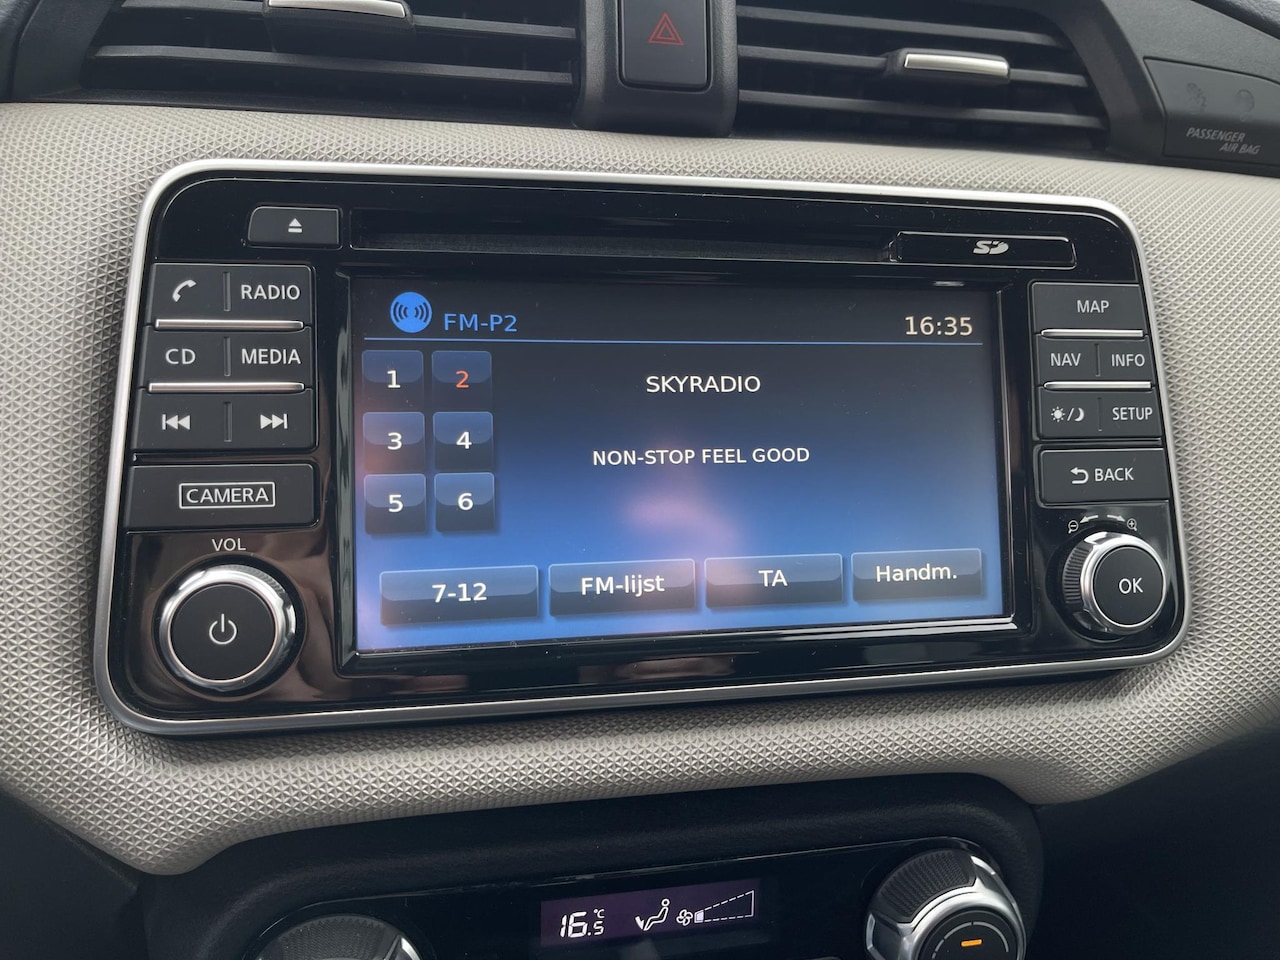 PASSENGER
AIR BAG
SD
RADIO
CD MEDIA
CAMERA
VOL
FM-P2 16:35
1 2
3 4
5 6
SKYRADIO
NON-STOP FEEL GOOD
7-12 FM-lijst TA Handm.
MAP
NAV INFO
SETUP
BACK
OK
16.5 °C